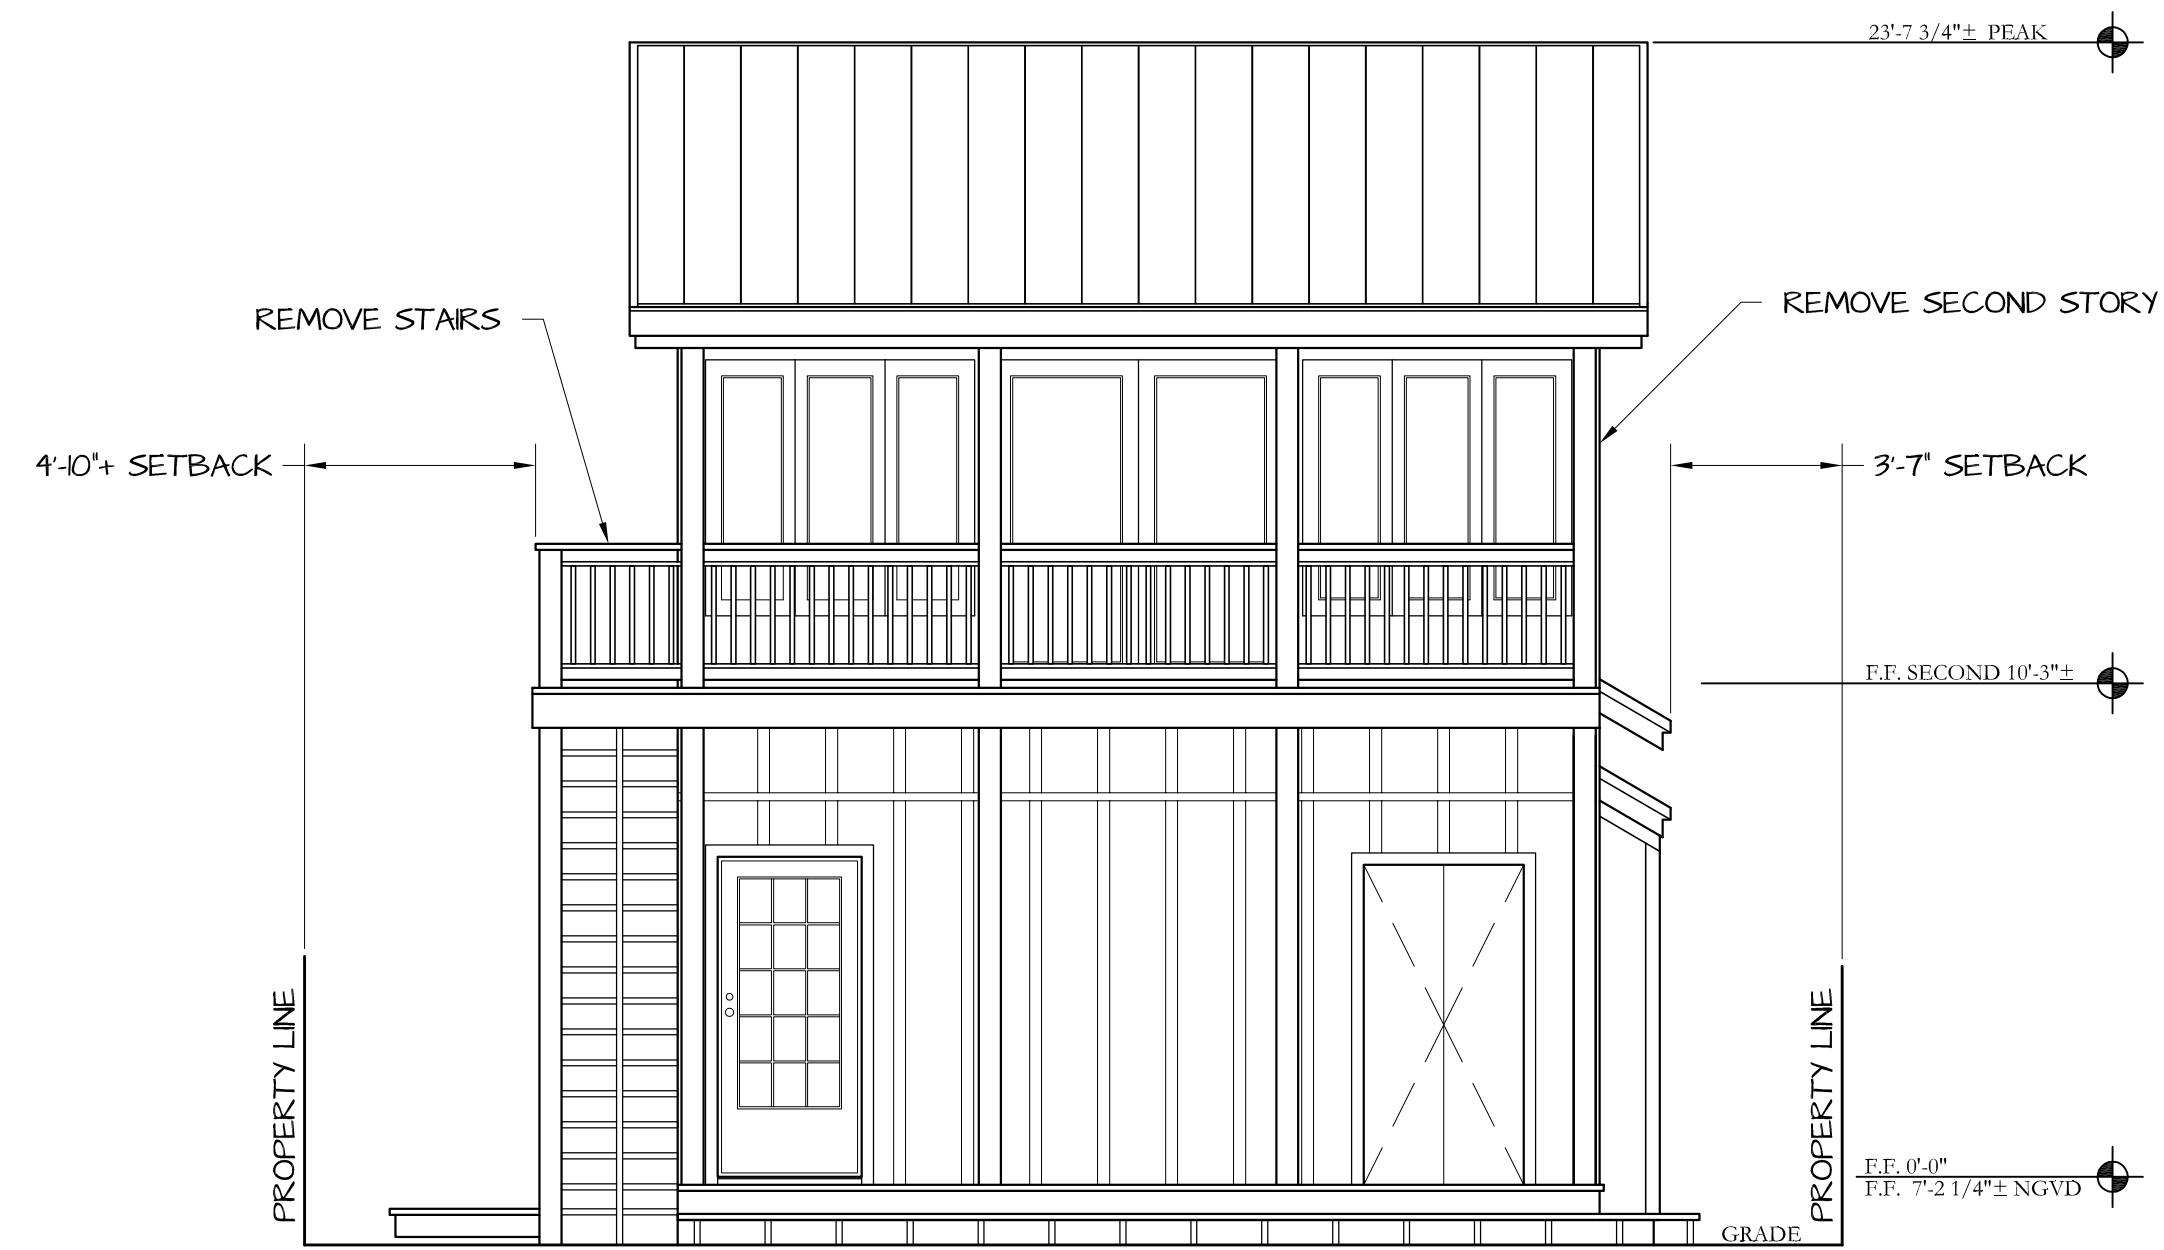 23'-7 3/4"± PEAK
REMOVE STAIRS
REMOVE SECOND STORY
4'-10"+ SETBACK
3'-7" SETBACK
F.F. SECOND 10'-3"±
PROPERTY LINE
PROPERTY LINE
F.F. 0'-0"
F.F. 7'-2 1/4"± NGVD
GRADE